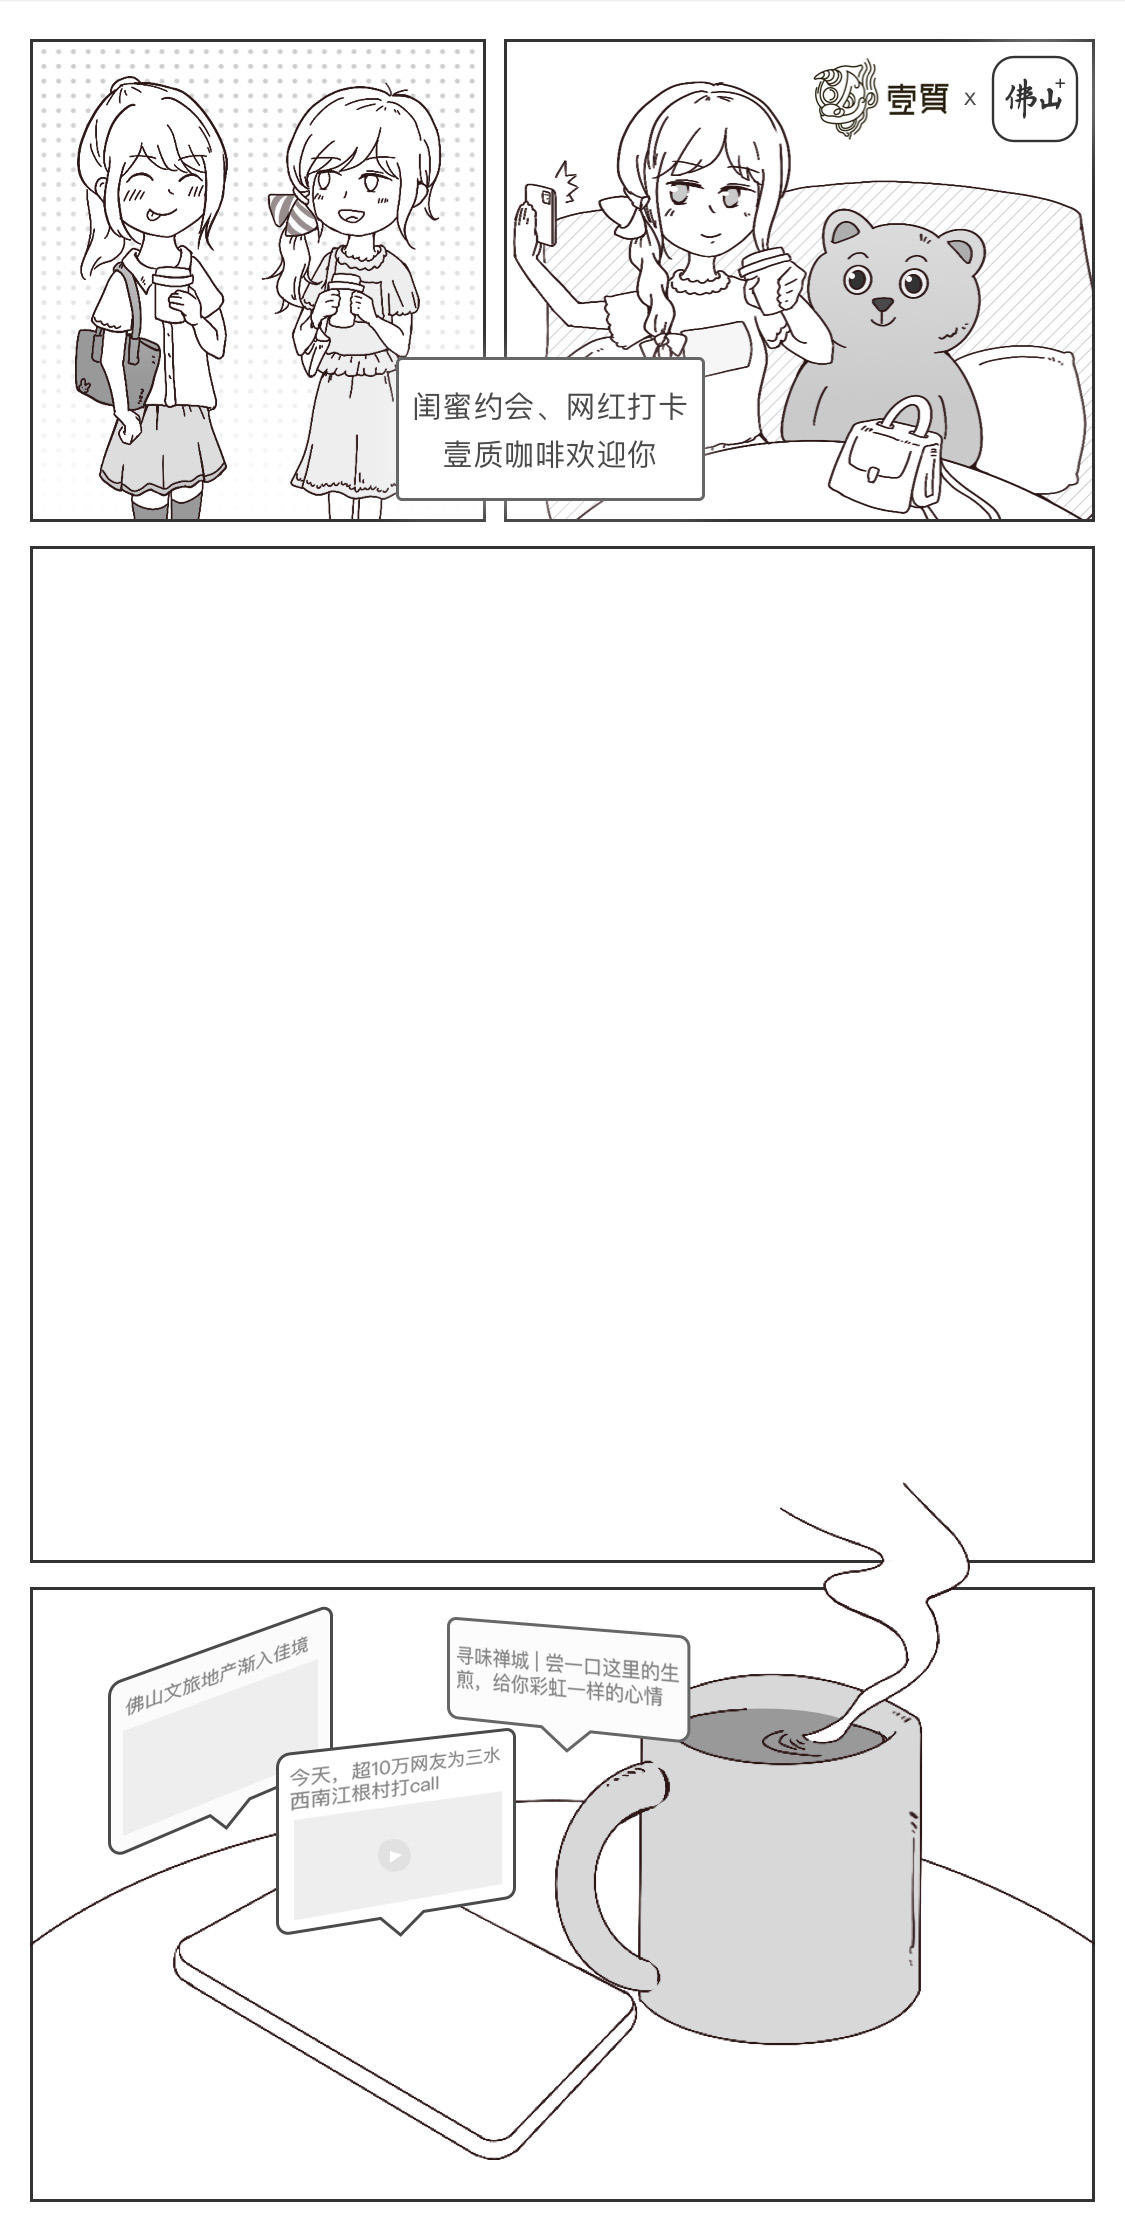 壹質 x 佛山+
闺蜜约会、网红打卡
壹质咖啡欢迎你
佛山文旅地产渐入佳境
寻味禅城 | 尝一口这里的生
煎，给你彩虹一样的心情
今天，超10万网友为三水
西南江根村打call